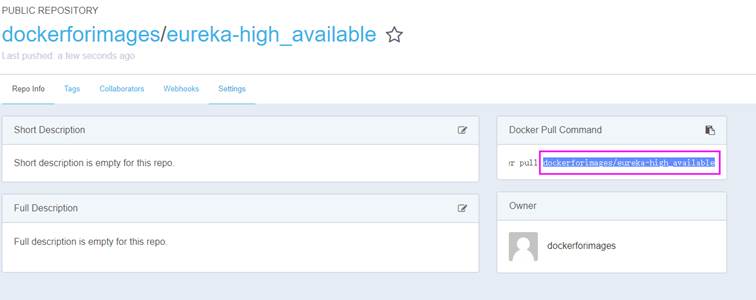 PUBLIC REPOSITORY
dockerforimages/eureka-high_available
Last pushed: a few seconds ago
Repo Info Tags Collaborators Webhooks Settings
Short Description
Short description is empty for this repo.
Full Description
Full description is empty for this repo.
Docker Pull Command
er pull dockerforimages/eureka-high_available
Owner
dockerforimages